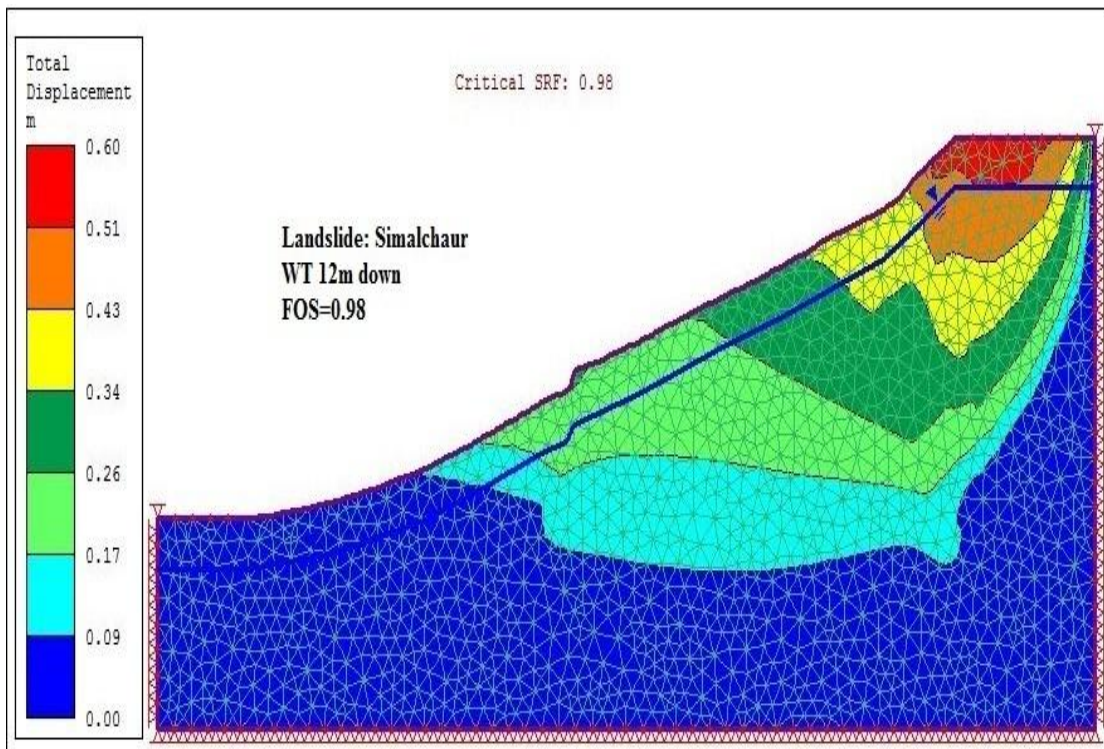 Total
Displacement
m
0.60
0.51
0.43
0.34
0.26
0.17
0.09
0.00
Critical SRF: 0.98
Landslide: Simalchaur
WT 12m down
FOS=0.98